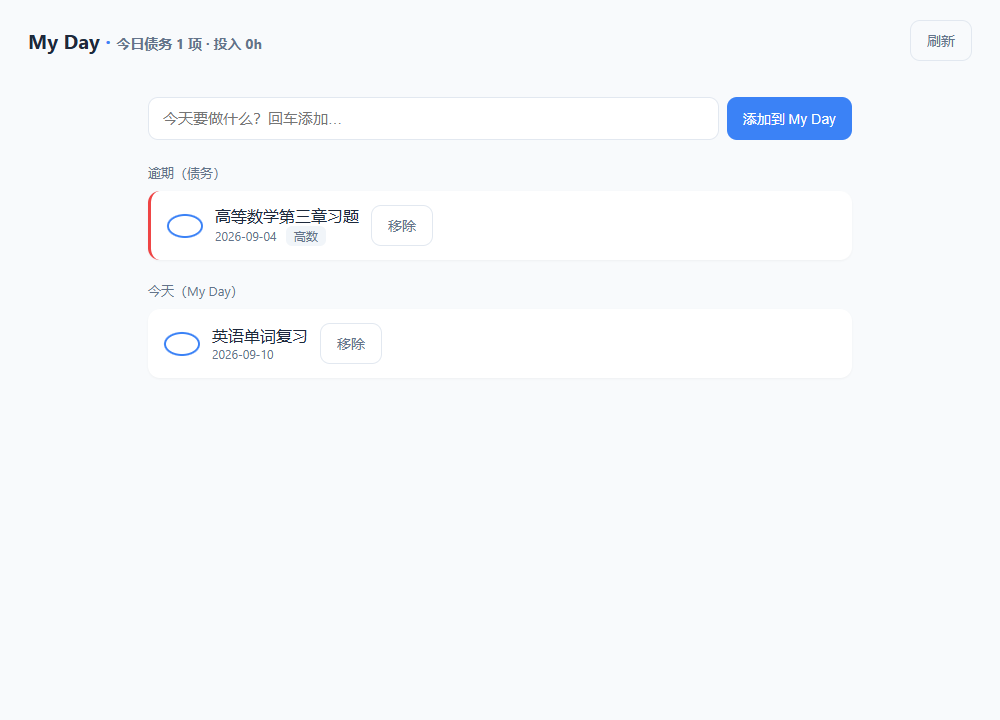 My Day · 今日债务 1 项 · 投入 0h
刷新
今天要做什么？回车添加...
添加到 My Day
逾期（债务）
高等数学第三章习题
2026-09-04 高数
移除
今天（My Day）
英语单词复习
2026-09-10
移除